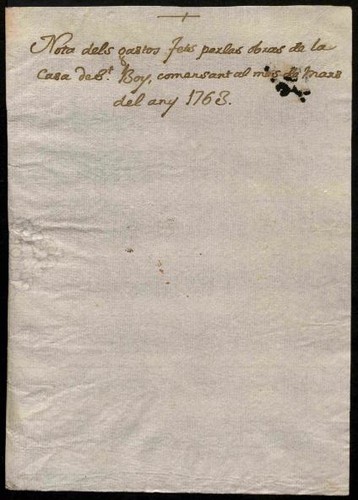 Nota dels gastos fets per las obras de la
Casa de St. Boy, comensant al mes de Mars
del any 1763.